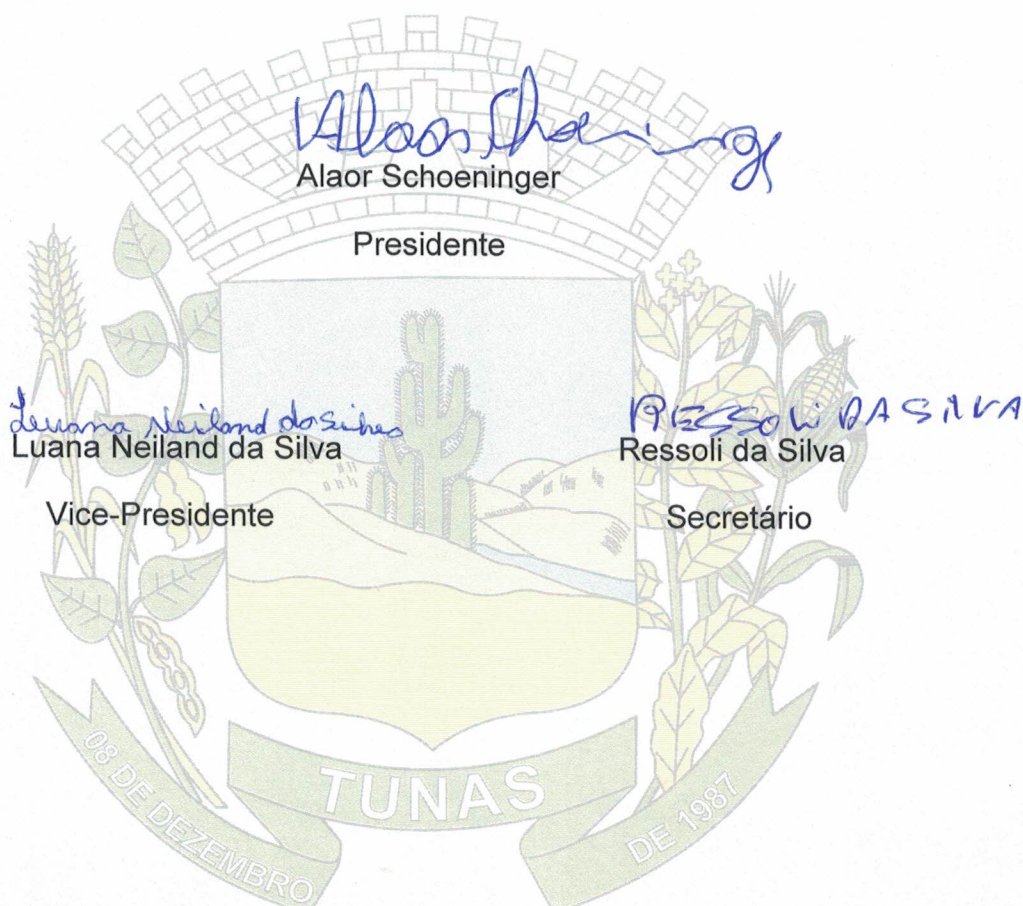 Alaor Schoeninger
Alaor Schoeninger
Presidente
Luana Neiland da Silva
RESSOLI DA SILVA
Luana Neiland da Silva
Ressoli da Silva
Vice-Presidente
Secretário
TUNAS
08 DE DEZEMBRO
DE 1987